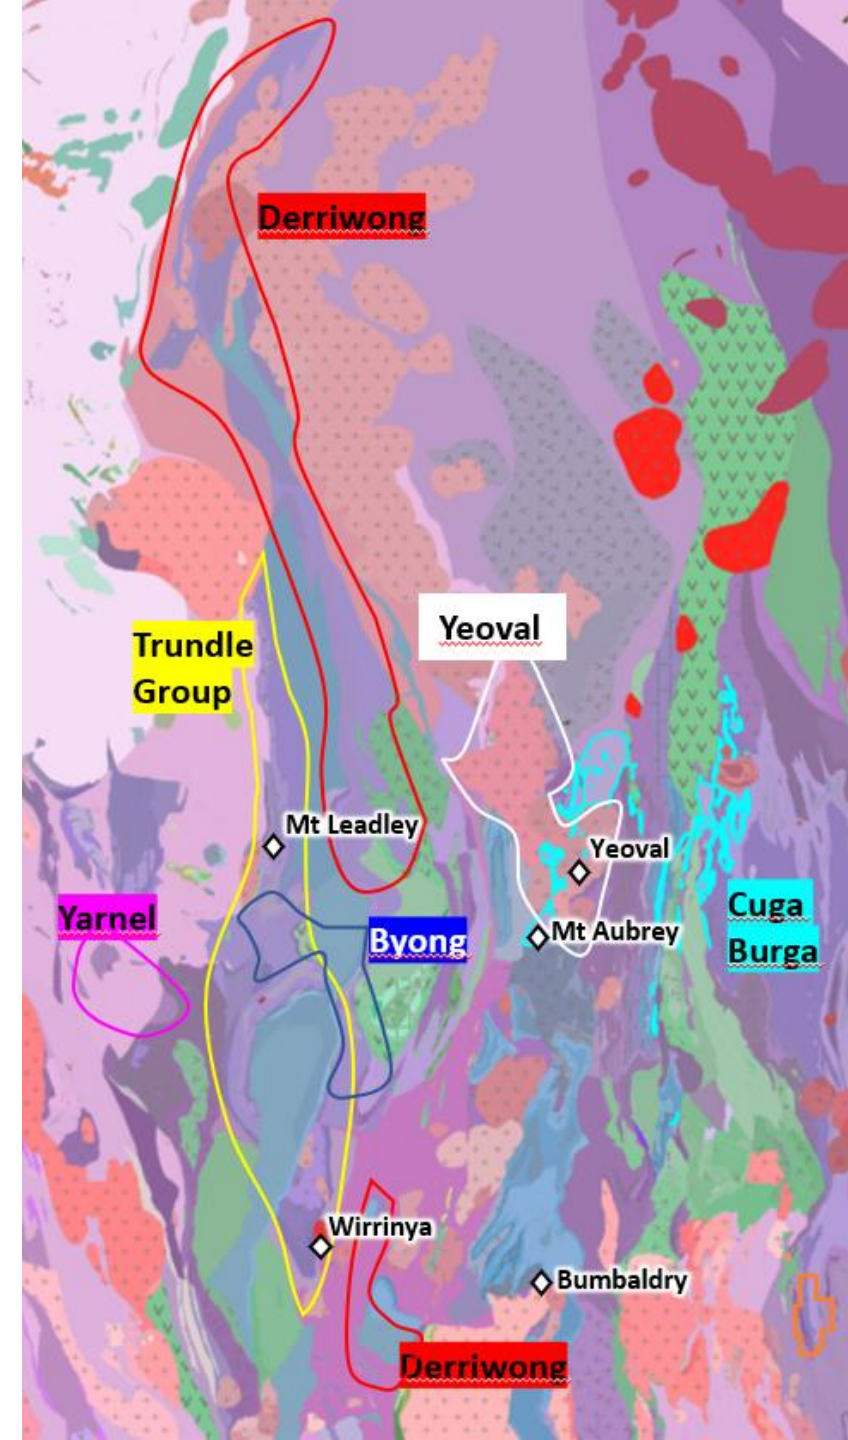 Derriwong
Yeoval
Trundle
Group
Mt Leadley
Yeoval
Yarnel
Cuga
Burga
Byong
Mt Aubrey
Wirrinya
Bumbaldry
Derriwong